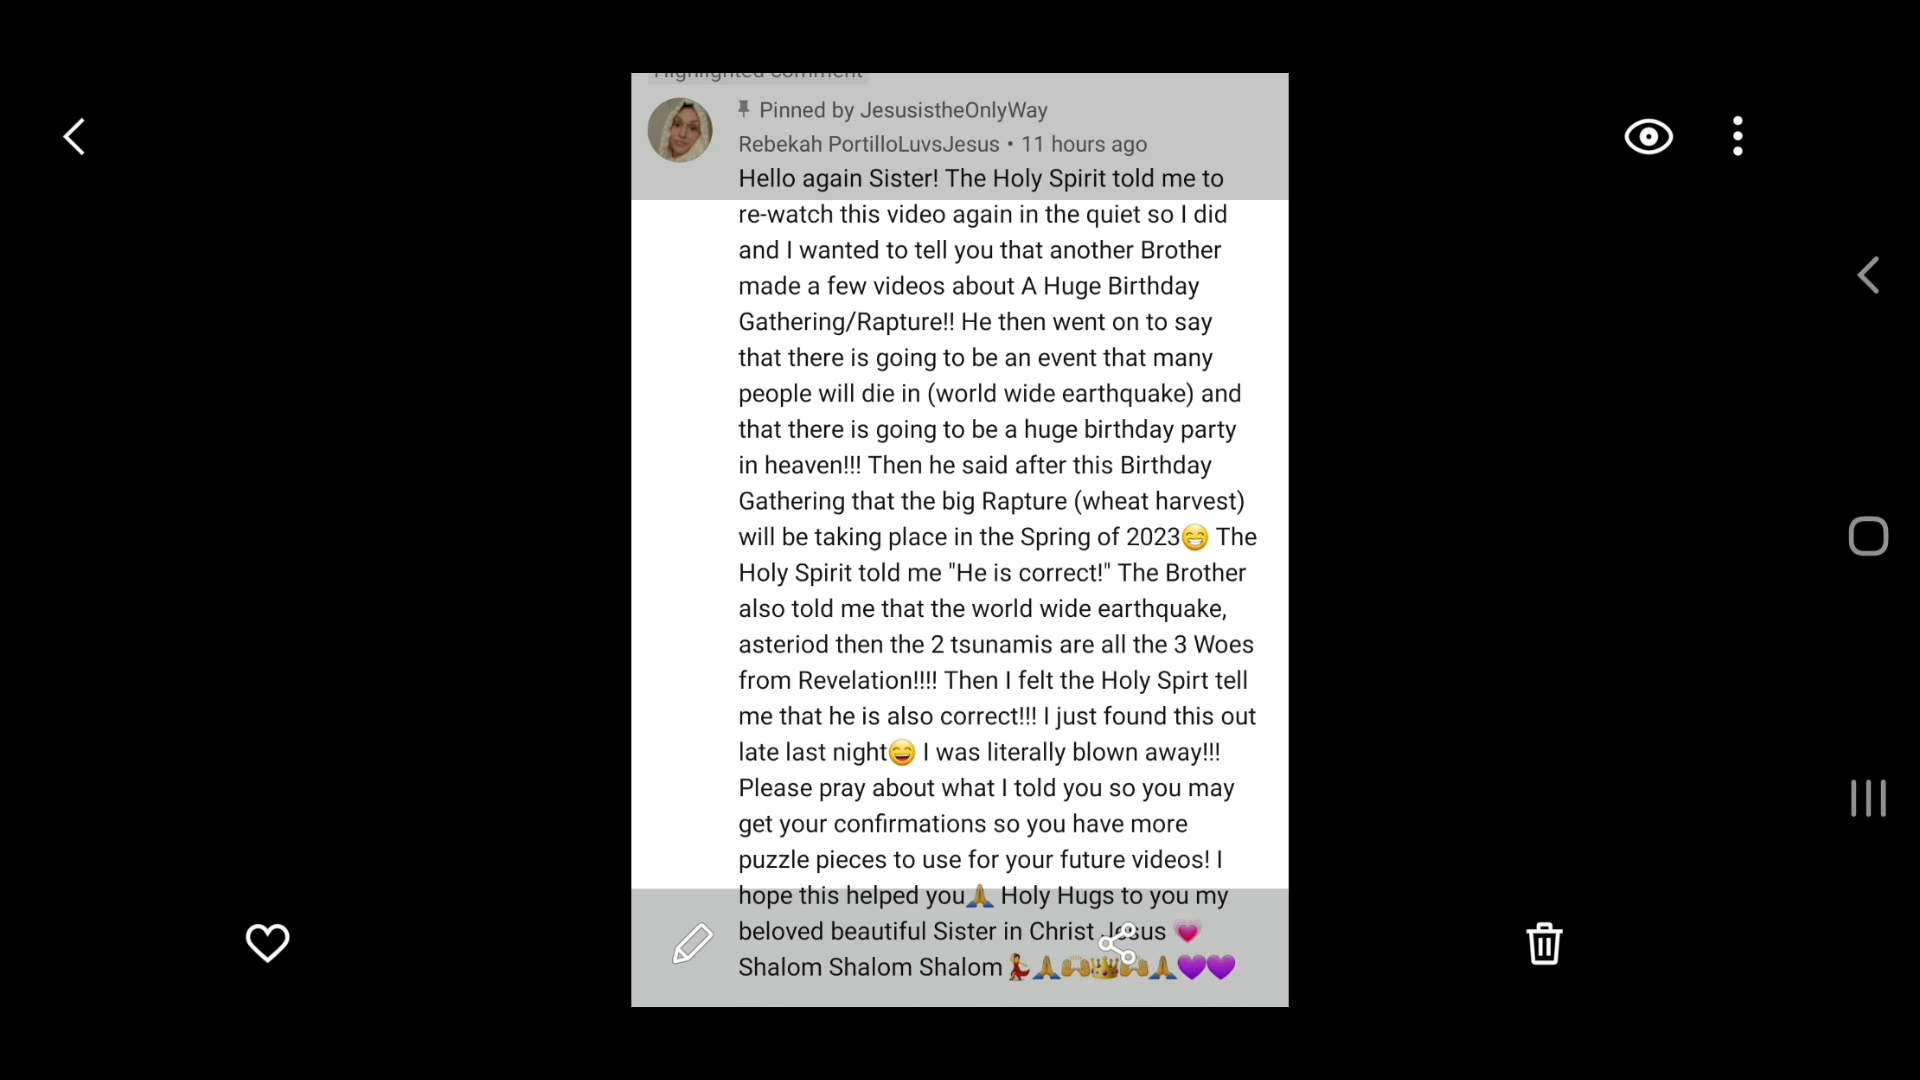 Highlighted comment
Pinned by JesusistheOnlyWay
Rebekah PortilloLuvsJesus • 11 hours ago
Hello again Sister! The Holy Spirit told me to
re-watch this video again in the quiet so I did
and I wanted to tell you that another Brother
made a few videos about A Huge Birthday
Gathering/Rapture!! He then went on to say
that there is going to be an event that many
people will die in (world wide earthquake) and
that there is going to be a huge birthday party
in heaven!!! Then he said after this Birthday
Gathering that the big Rapture (wheat harvest)
will be taking place in the Spring of 2023😁 The
Holy Spirit told me "He is correct!" The Brother
also told me that the world wide earthquake,
asteriod then the 2 tsunamis are all the 3 Woes
from Revelation!!!! Then I felt the Holy Spirt tell
me that he is also correct!!! I just found this out
late last night😄 I was literally blown away!!!
Please pray about what I told you so you may
get your confirmations so you have more
puzzle pieces to use for your future videos! I
hope this helped you🙏 Holy Hugs to you my
beloved beautiful Sister in Christ Jesus 💗
Shalom Shalom Shalom 💃🙏🙌👑🙌🙏💜💜